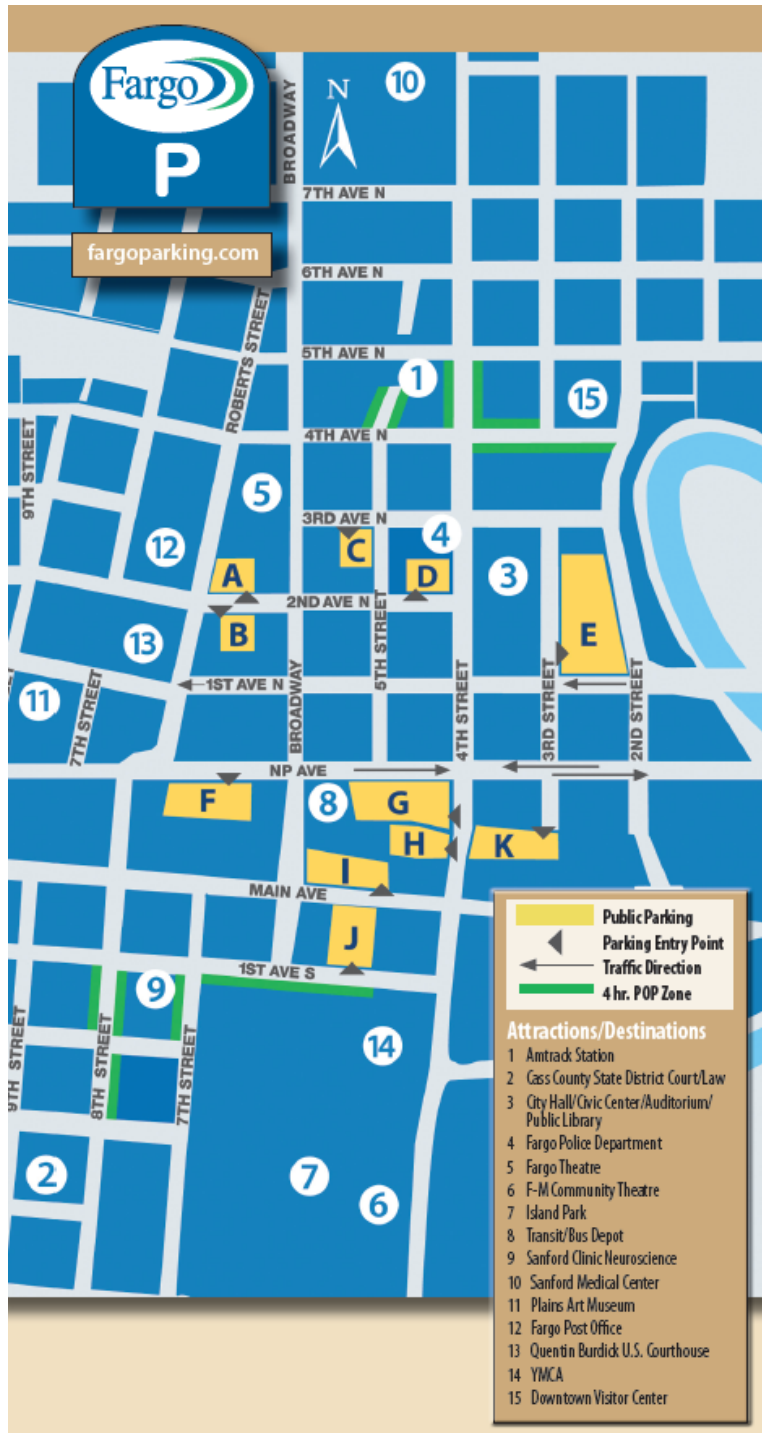 Fargo
P
fargoparking.com
N
10
BROADWAY
7TH AVE N
6TH AVE N
ROBERTS STREET
5TH AVE N
1
15
4TH AVE N
9TH STREET
5
3RD AVE N
12
C
4
3
A
D
2ND AVE N
B
E
13
5TH STREET
1ST AVE N
11
7TH STREET
BROADWAY
4TH STREET
3RD STREET
2ND STREET
NP AVE
F
8
G
H
K
I
MAIN AVE
J
1ST AVE S
9
14
9TH STREET
8TH STREET
7TH STREET
2
7
6
Public Parking
Parking Entry Point
Traffic Direction
4 hr. POP Zone
Attractions/Destinations
1 Amtrack Station
2 Cass County State District Court/Law
3 City Hall/Civic Center/Auditorium/
Public Library
4 Fargo Police Department
5 Fargo Theatre
6 F-M Community Theatre
7 Island Park
8 Transit/Bus Depot
9 Sanford Clinic Neuroscience
10 Sanford Medical Center
11 Plains Art Museum
12 Fargo Post Office
13 Quentin Burdick U.S. Courthouse
14 YMCA
15 Downtown Visitor Center